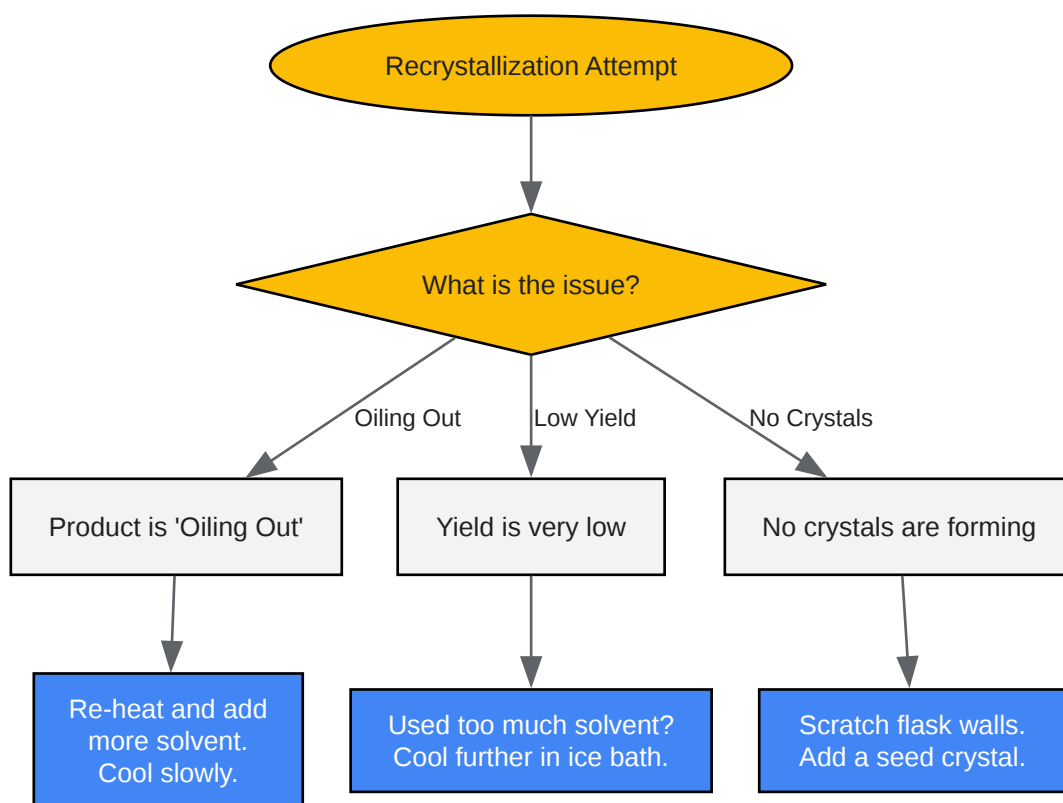 Recrystallization Attempt
What is the issue?
Oiling Out
Low Yield
No Crystals
Product is 'Oiling Out'
Yield is very low
No crystals are forming
Re-heat and add
more solvent.
Cool slowly.
Used too much solvent?
Cool further in ice bath.
Scratch flask walls.
Add a seed crystal.